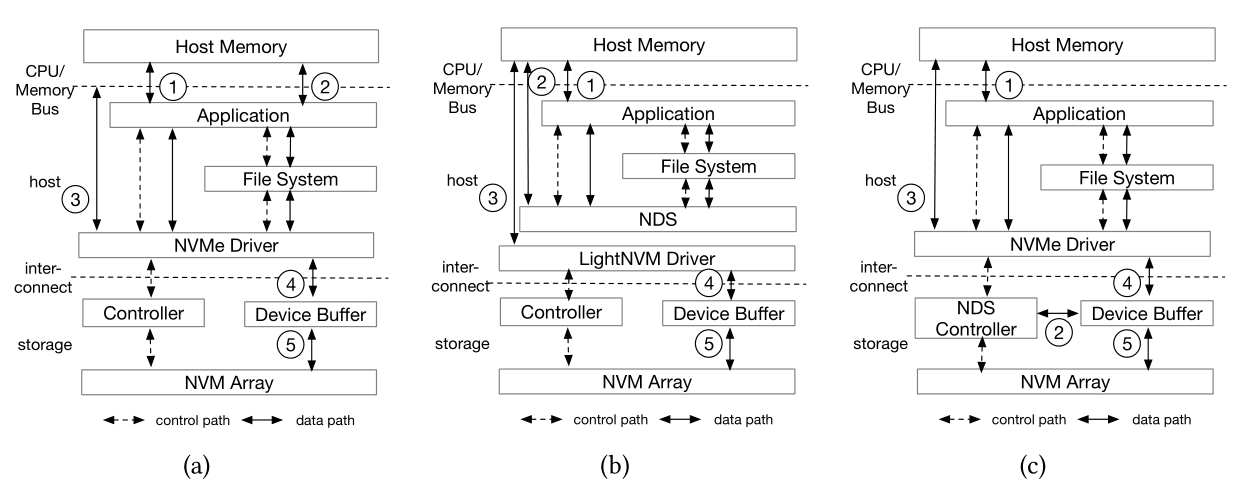 Host Memory
CPU/
Memory
Bus
1
2
Application
File System
host
3
NVMe Driver
inter-
connect
4
Controller
Device Buffer
storage
5
NVM Array
control path
data path
(a)
Host Memory
CPU/
Memory
Bus
2
1
Application
File System
host
3
NDS
LightNVM Driver
inter-
connect
4
Controller
Device Buffer
storage
5
NVM Array
control path
data path
(b)
Host Memory
CPU/
Memory
Bus
1
Application
File System
host
3
NVMe Driver
inter-
connect
4
NDS
Controller
2
Device Buffer
storage
5
NVM Array
control path
data path
(c)